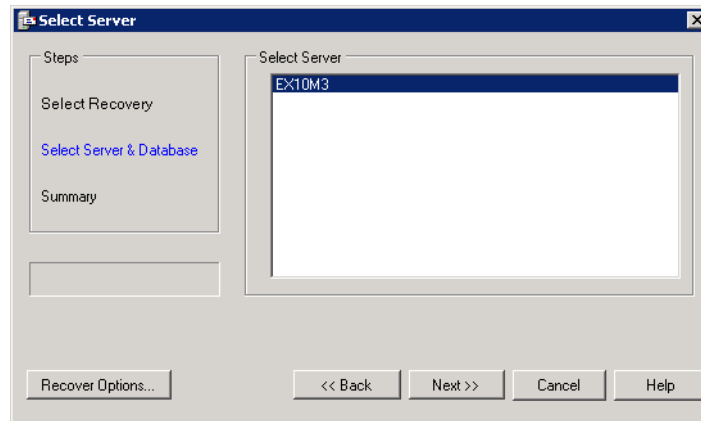 Select Server
Steps
Select Recovery
Select Server & Database
Summary
Select Server
EX10M3
Recover Options...
<< Back
Next >>
Cancel
Help